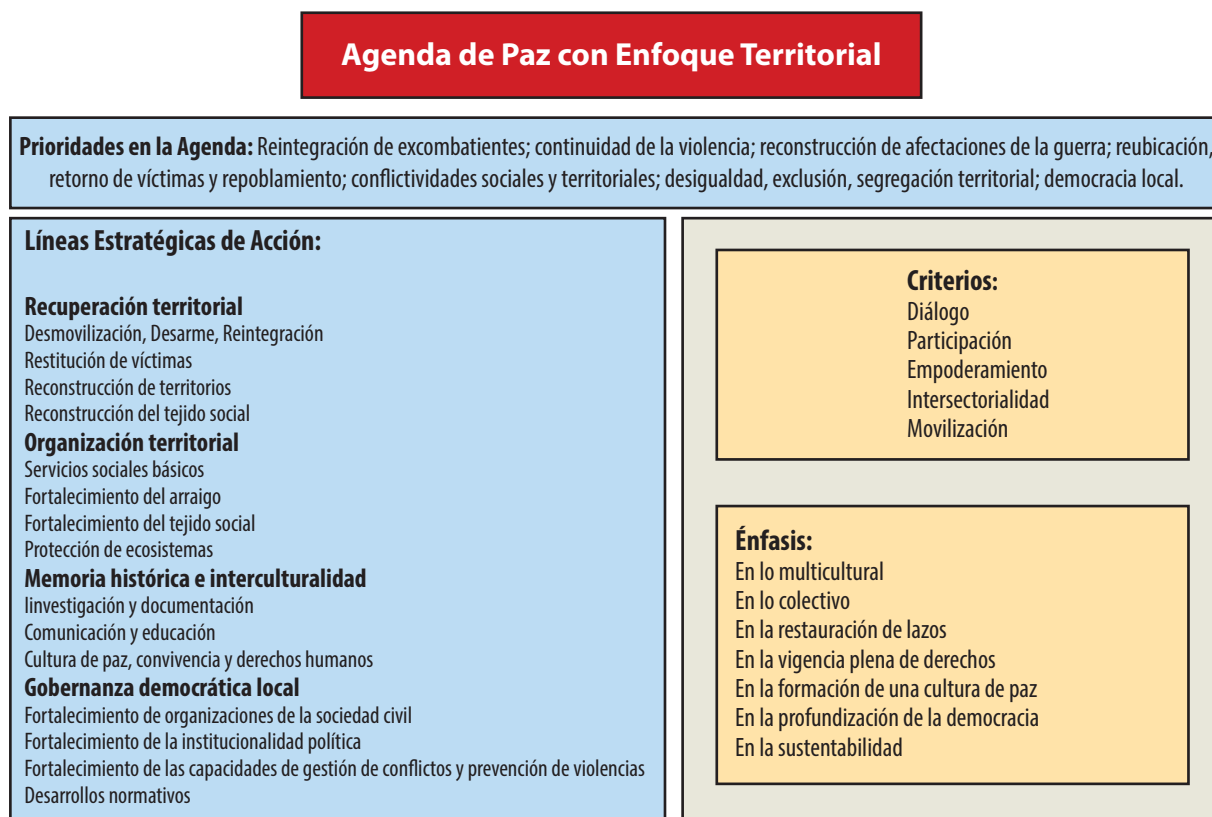 Agenda de Paz con Enfoque Territorial
Prioridades en la Agenda: Reintegración de excombatientes; continuidad de la violencia; reconstrucción de afectaciones de la guerra; reubicación,
retorno de víctimas y repoblamiento; conflictividades sociales y territoriales; desigualdad, exclusión, segregación territorial; democracia local.
Líneas Estratégicas de Acción:
Recuperación territorial
Desmovilización, Desarme, Reintegración
Restitución de víctimas
Reconstrucción de territorios
Reconstrucción del tejido social
Organización territorial
Servicios sociales básicos
Fortalecimiento del arraigo
Fortalecimiento del tejido social
Protección de ecosistemas
Memoria histórica e interculturalidad
Iinvestigación y documentación
Comunicación y educación
Cultura de paz, convivencia y derechos humanos
Gobernanza democrática local
Fortalecimiento de organizaciones de la sociedad civil
Fortalecimiento de la institucionalidad política
Fortalecimiento de las capacidades de gestión de conflictos y prevención de violencias
Desarrollos normativos
Criterios:
Diálogo
Participación
Empoderamiento
Intersectorialidad
Movilización
Énfasis:
En lo multicultural
En lo colectivo
En la restauración de lazos
En la vigencia plena de derechos
En la formación de una cultura de paz
En la profundización de la democracia
En la sustentabilidad